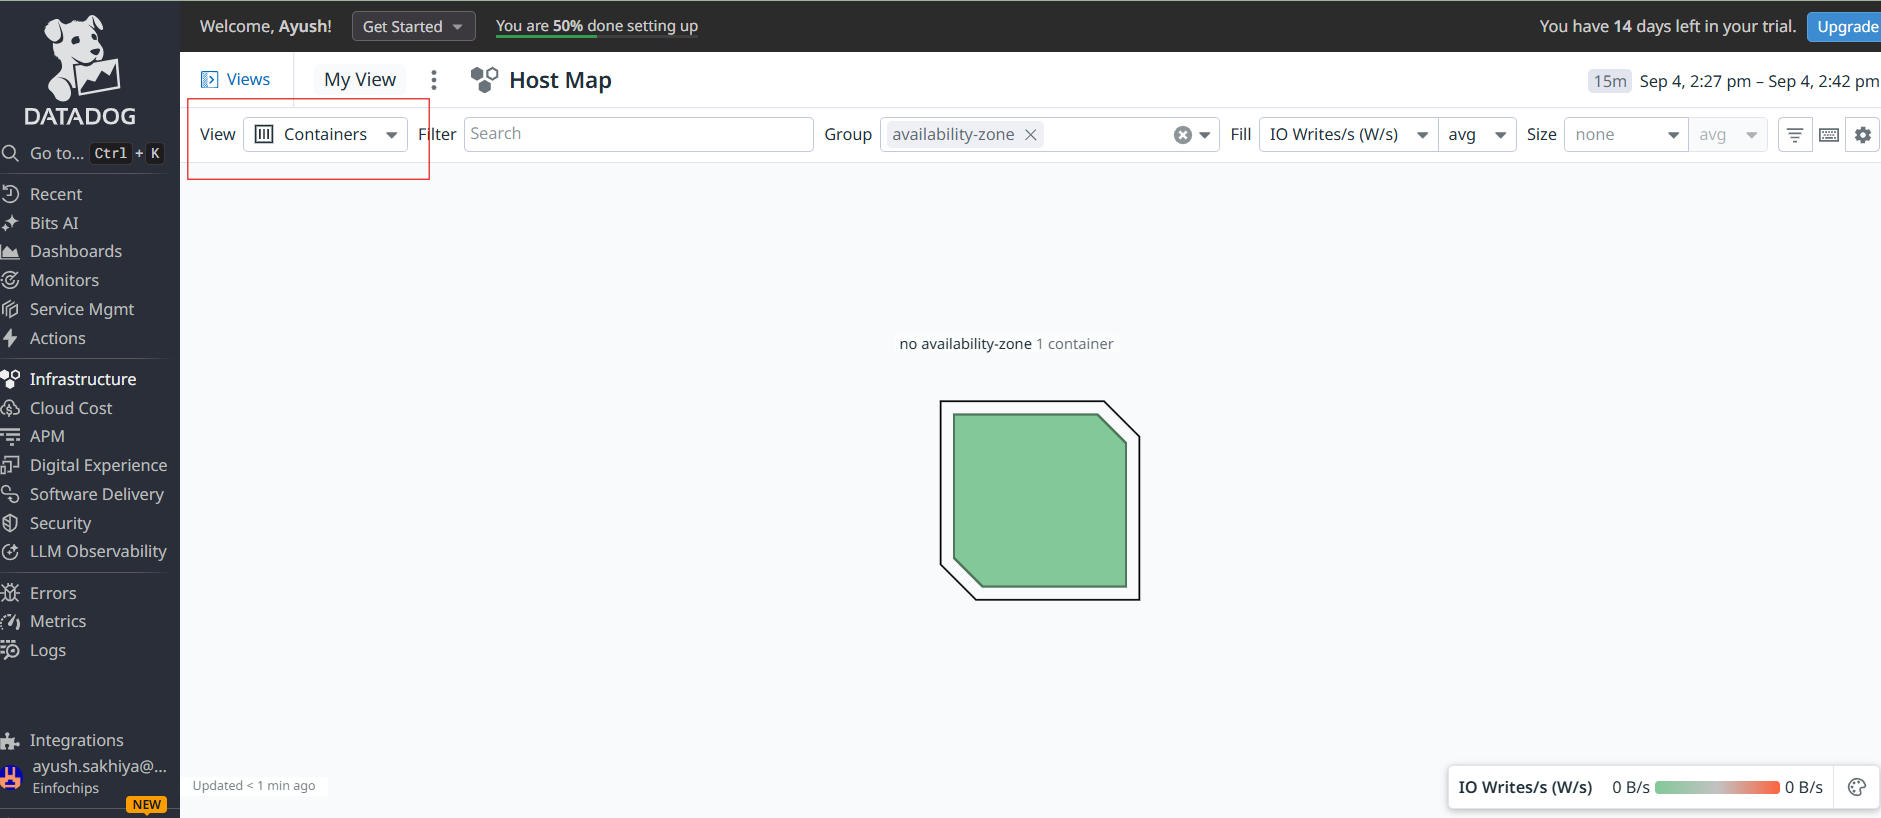 Welcome, Ayush!
Get Started
You are 50% done setting up
You have 14 days left in your trial.
Upgrade
DATADOG
Go to... Ctrl + K
Recent
Bits AI
Dashboards
Monitors
Service Mgmt
Actions
Infrastructure
Cloud Cost
APM
Digital Experience
Software Delivery
Security
LLM Observability
Errors
Metrics
Logs
Integrations
ayush.sakhiya@...
Einfochips
NEW
Views
My View
Host Map
15m Sep 4, 2:27 pm – Sep 4, 2:42 pm
View Containers Filter Search Group availability-zone Fill IO Writes/s (W/s) avg Size none avg
no availability-zone 1 container
Updated < 1 min ago
IO Writes/s (W/s) 0 B/s 0 B/s